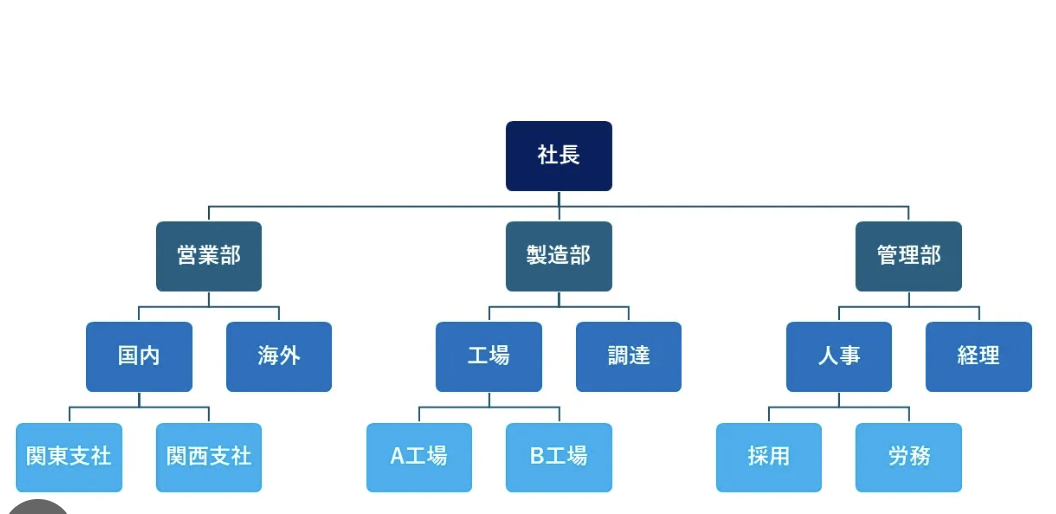 社長
営業部
製造部
管理部
国内
海外
工場
調達
人事
経理
関東支社
関西支社
A工場
B工場
採用
労務